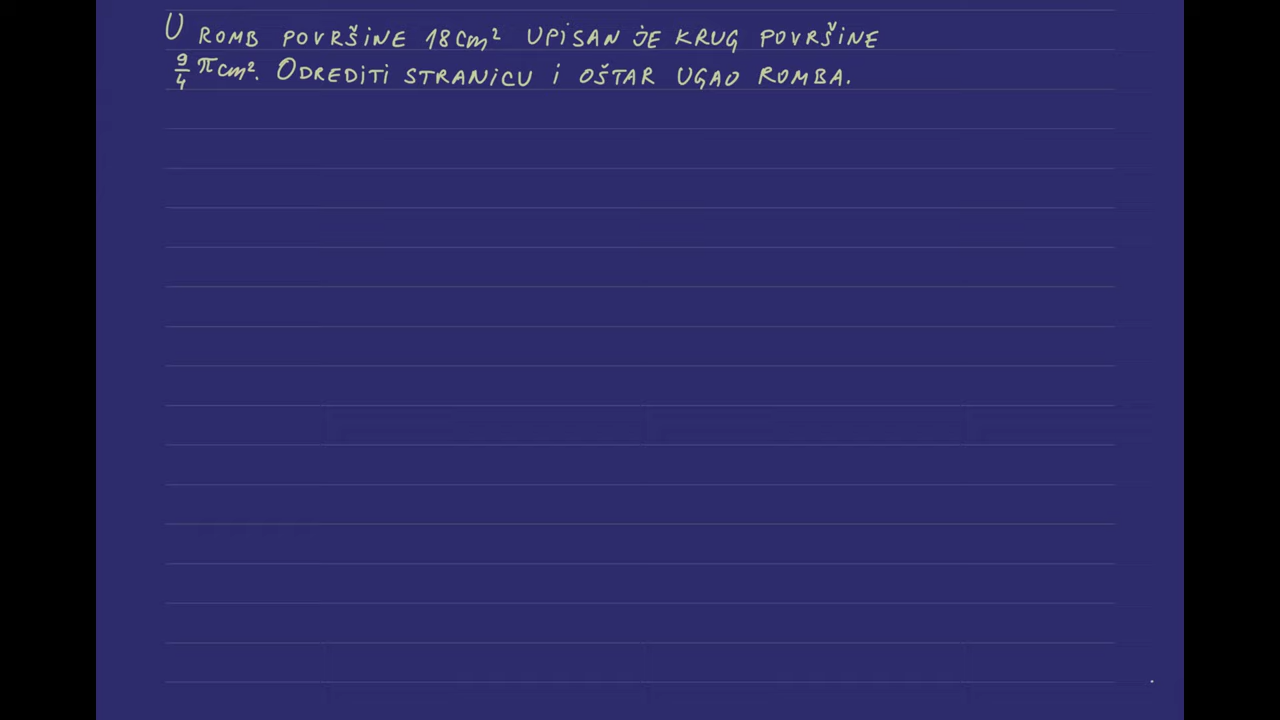 U ROMB POVRŠINE 18cm² UPISAN JE KRUG POVRŠINE
9/4 π cm². ODREDITI STRANICU I OŠTAR UGAO ROMBA.